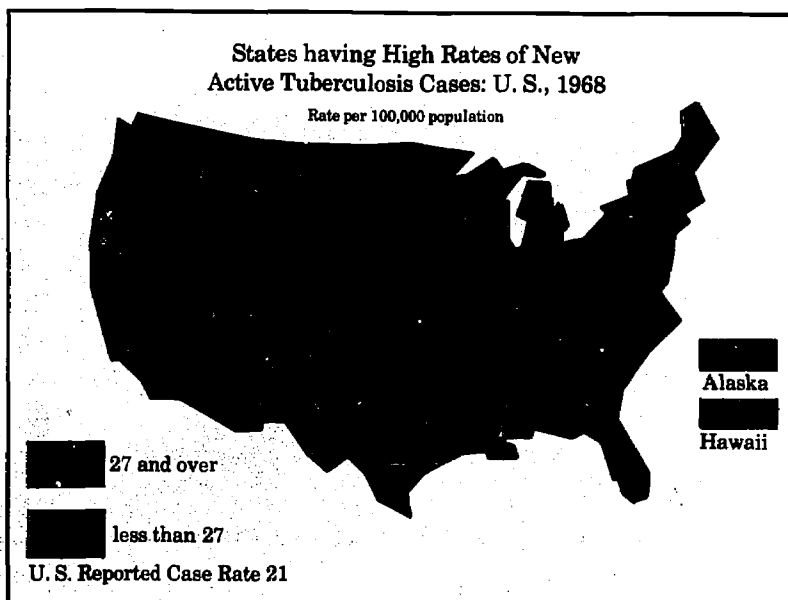 States having High Rates of New
Active Tuberculosis Cases: U. S., 1968
Rate per 100,000 population
Alaska
Hawaii
27 and over
less than 27
U. S. Reported Case Rate 21